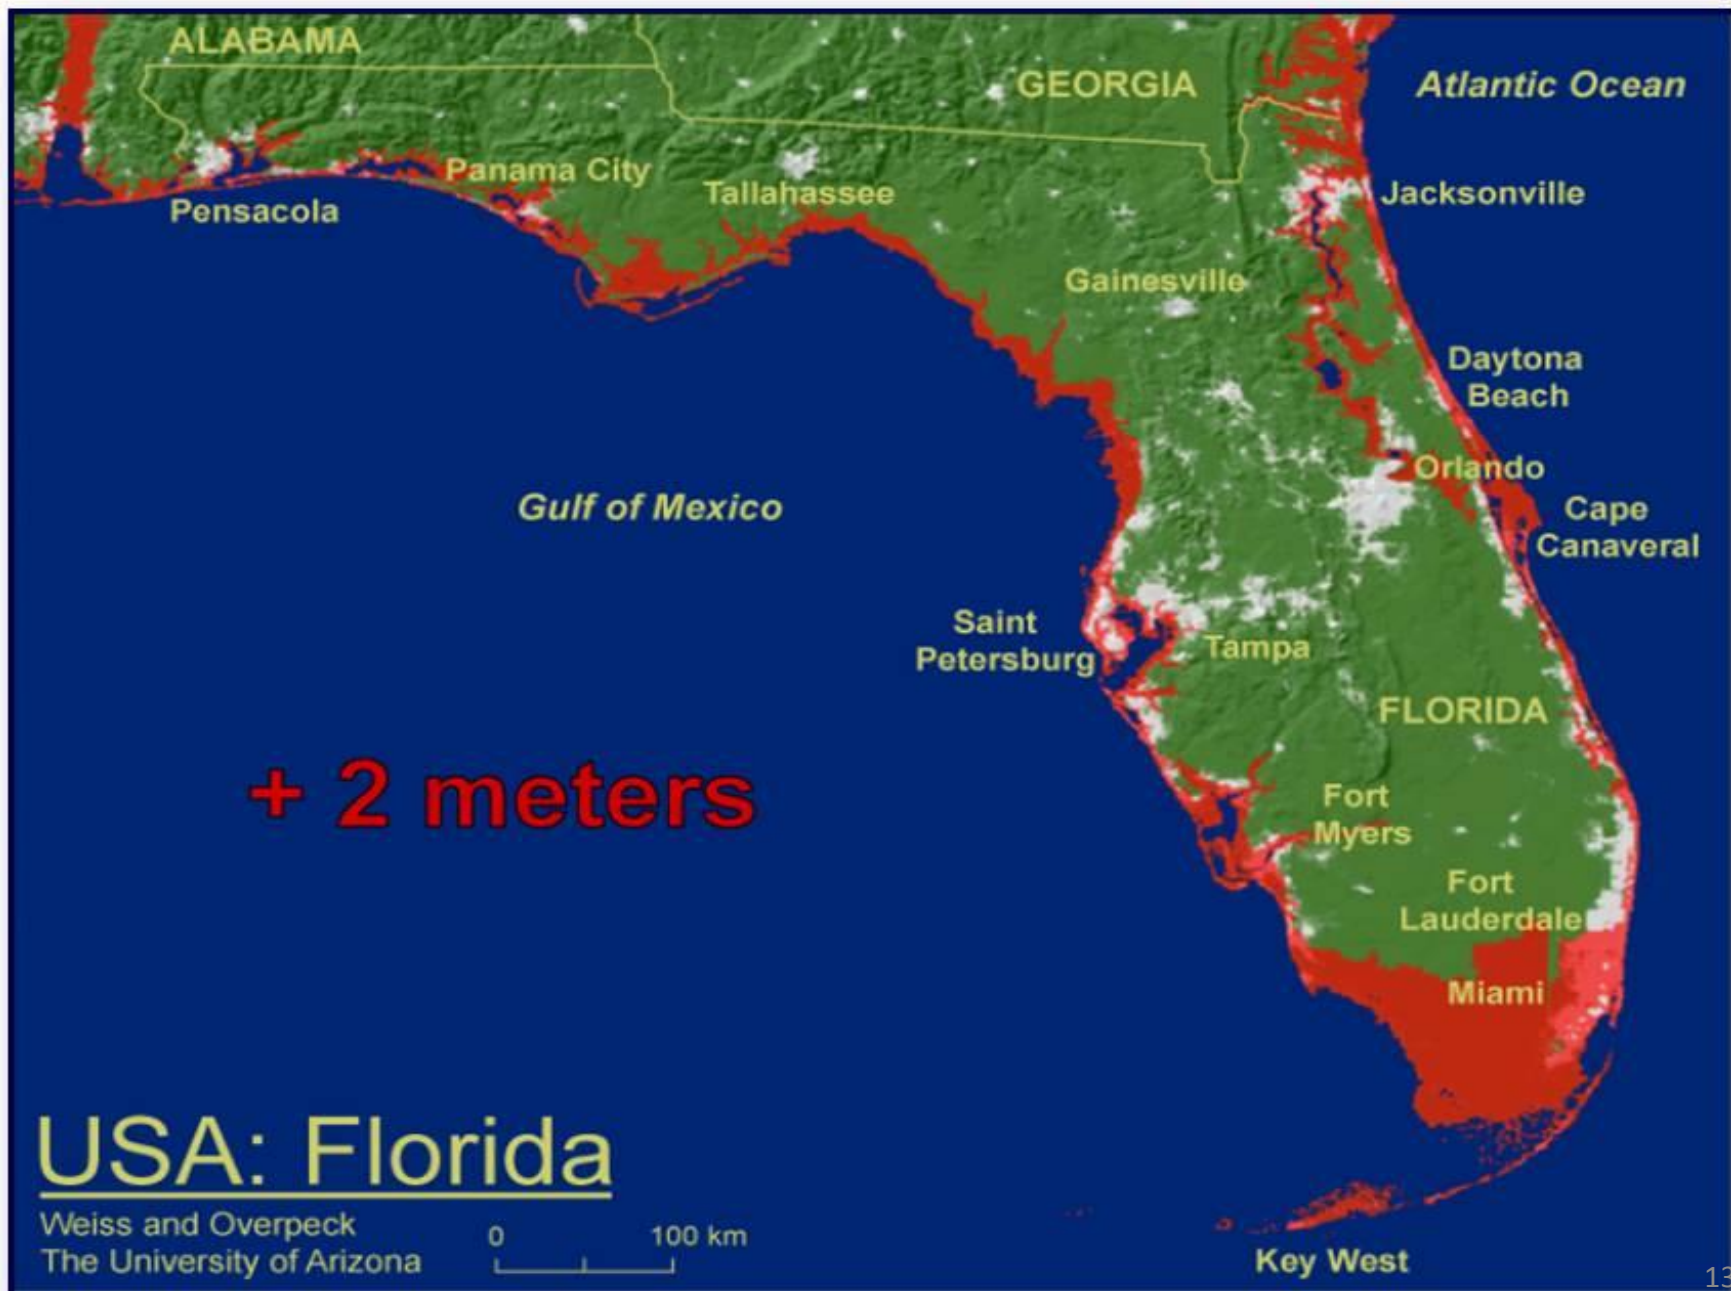 ALABAMA
GEORGIA
Atlantic Ocean
Panama City
Tallahassee
Jacksonville
Pensacola
Gainesville
Daytona
Beach
Orlando
Gulf of Mexico
Cape
Canaveral
Saint
Petersburg
Tampa
FLORIDA
+ 2 meters
Fort
Myers
Fort
Lauderdale
Miami
USA: Florida
Weiss and Overpeck
The University of Arizona
0 100 km
Key West
13